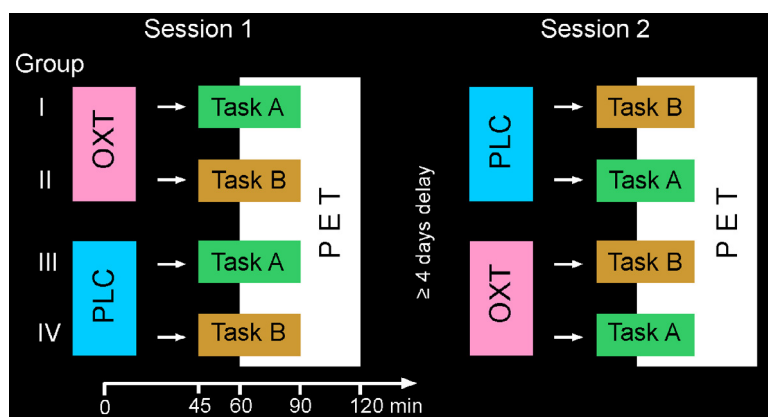 Session 1
Session 2
Group
I
II
III
IV
OXT
PLC
Task A
Task B
Task A
Task B
PET
≥ 4 days delay
PLC
OXT
Task B
Task A
Task B
Task A
PET
0 45 60 90 120 min